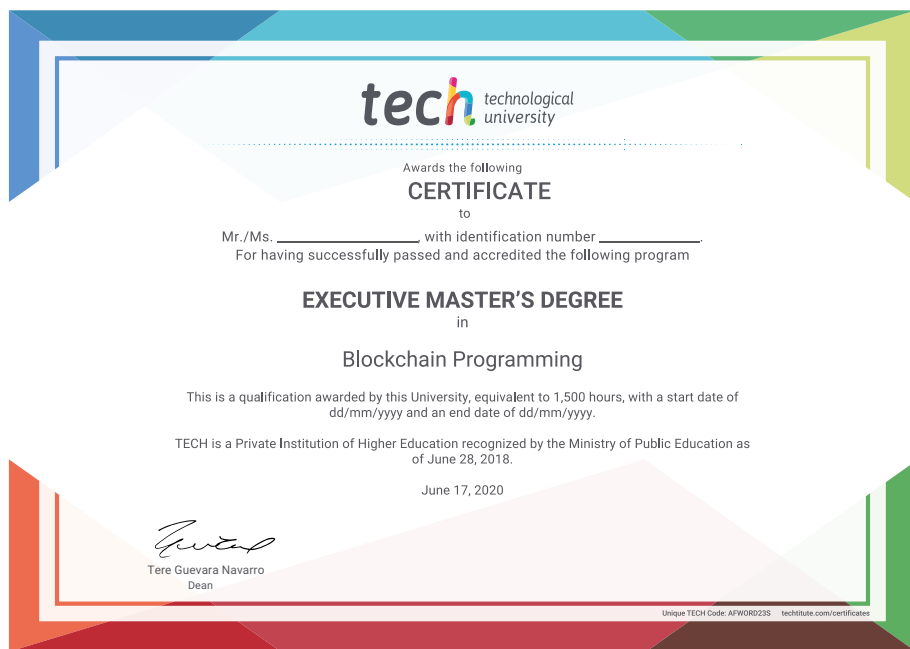 tech technological
university
Awards the following
CERTIFICATE
to
Mr./Ms. ____________________, with identification number ______________.
For having successfully passed and accredited the following program
EXECUTIVE MASTER'S DEGREE
in
Blockchain Programming
This is a qualification awarded by this University, equivalent to 1,500 hours, with a start date of
dd/mm/yyyy and an end date of dd/mm/yyyy.
TECH is a Private Institution of Higher Education recognized by the Ministry of Public Education as
of June 28, 2018.
June 17, 2020
Tere Guevara Navarro
Dean
Unique TECH Code: AFWORD23S techtitute.com/certificates